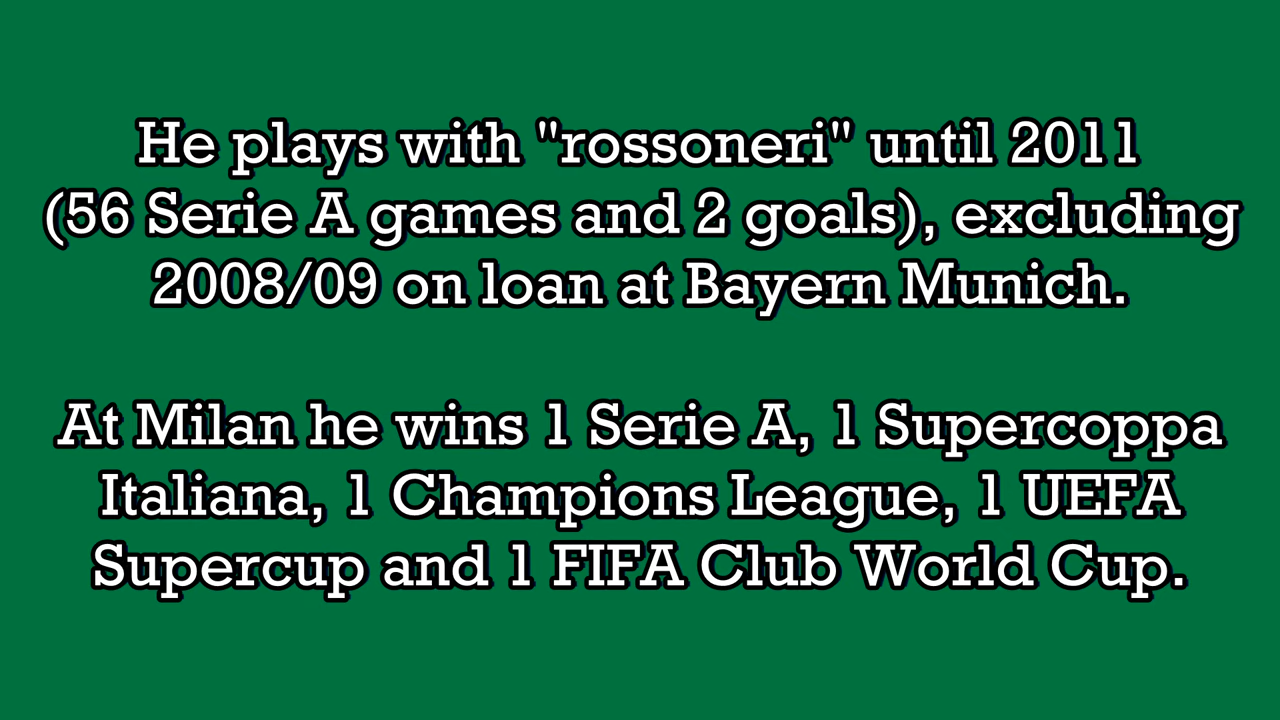 He plays with "rossoneri" until 2011
(56 Serie A games and 2 goals), excluding
2008/09 on loan at Bayern Munich.
At Milan he wins 1 Serie A, 1 Supercoppa
Italiana, 1 Champions League, 1 UEFA
Supercup and 1 FIFA Club World Cup.